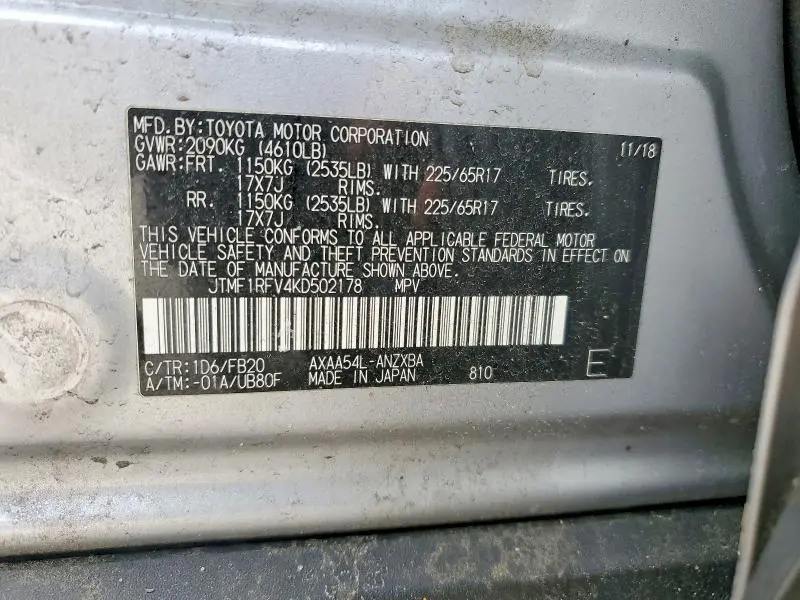 MFD.BY:TOYOTA MOTOR CORPORATION 11/18
GVWR:2090KG (4610LB)
GAWR:FRT. 1150KG (2535LB) WITH 225/65R17 TIRES.
17X7J RIMS.
RR. 1150KG (2535LB) WITH 225/65R17 TIRES.
17X7J RIMS.
THIS VEHICLE CONFORMS TO ALL APPLICABLE FEDERAL MOTOR
VEHICLE SAFETY AND THEFT PREVENTION STANDARDS IN EFFECT ON
THE DATE OF MANUFACTURE SHOWN ABOVE.
JTMF1RFV4KD502178 MPV
C/TR:1D6/FB20 AXAA54L-ANZXBA
A/TM:-01A/UB80F MADE IN JAPAN 810 E